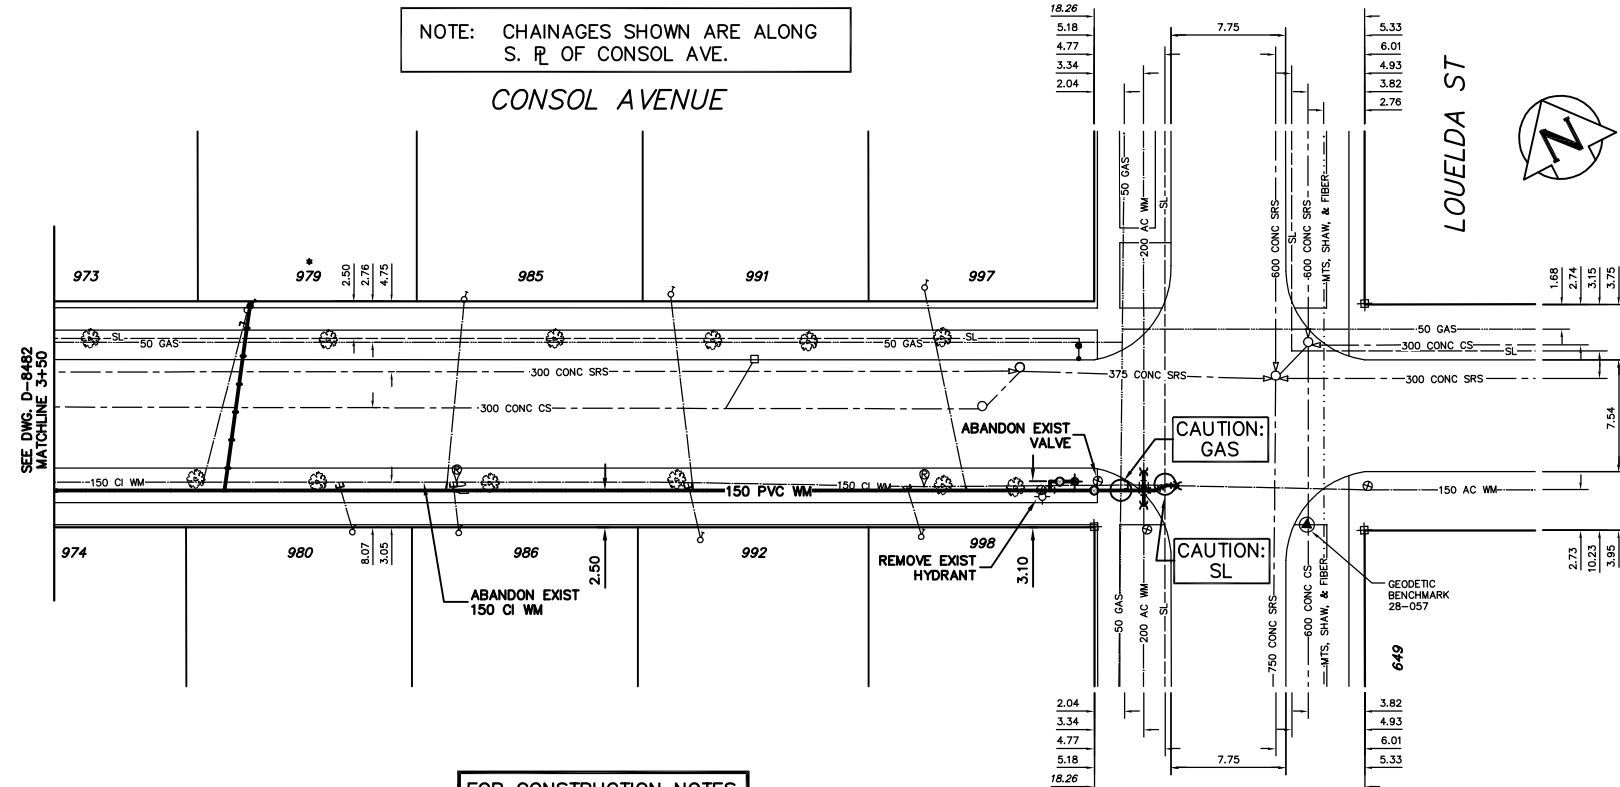 NOTE: CHAINAGES SHOWN ARE ALONG
S. PL OF CONSOL AVE.
CONSOL AVENUE
LOUELDA ST
N
18.26
5.18
4.77
3.34
2.04
7.75
5.33
6.01
4.93
3.82
2.76
50 GAS
200 AC WM
SL
600 CONC SRS
SL
600 CONC SRS
MTS, SHAW, & FIBER
973
*
979
985
991
997
2.50
2.76
4.75
1.68
2.74
3.15
3.75
SEE DWG. D-8482
MATCHLINE 3+50
SL
50 GAS
50 GAS
SL
50 GAS
300 CONC CS
SL
300 CONC SRS
375 CONC SRS
300 CONC SRS
300 CONC CS
7.54
ABANDON EXIST
VALVE
CAUTION:
GAS
150 CI WM
150 PVC WM
150 CI WM
150 AC WM
974
980
986
992
998
8.07
3.05
2.50
3.10
ABANDON EXIST
150 CI WM
REMOVE EXIST
HYDRANT
CAUTION:
SL
2.73
10.23
3.95
GEODETIC
BENCHMARK
28-057
50 GAS
200 AC WM
SL
750 CONC SRS
600 CONC CS
MTS, SHAW, & FIBER
649
2.04
3.34
4.77
5.18
18.26
7.75
3.82
4.93
6.01
5.33
FOR CONSTRUCTION NOTES